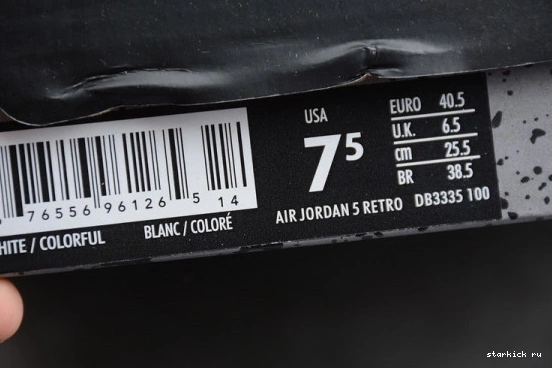 USA
7⁵
EURO 40.5
U.K. 6.5
cm 25.5
BR 38.5
76556 96126 5 14
HITE / COLORFUL BLANC / COLORÉ
AIR JORDAN 5 RETRO DB3335 100
starkick ru